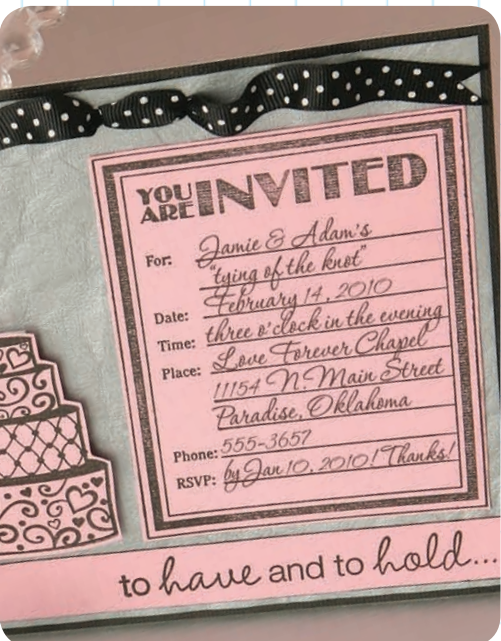 YOU ARE INVITED
For: Jamie & Adam's
"tying of the knot"
Date: February 14, 2010
Time: three o'clock in the evening
Place: Love Forever Chapel
11154 N. Main Street
Paradise, Oklahoma
Phone: 555-3657
RSVP: by Jan 10, 2010! Thanks!
to have and to hold...